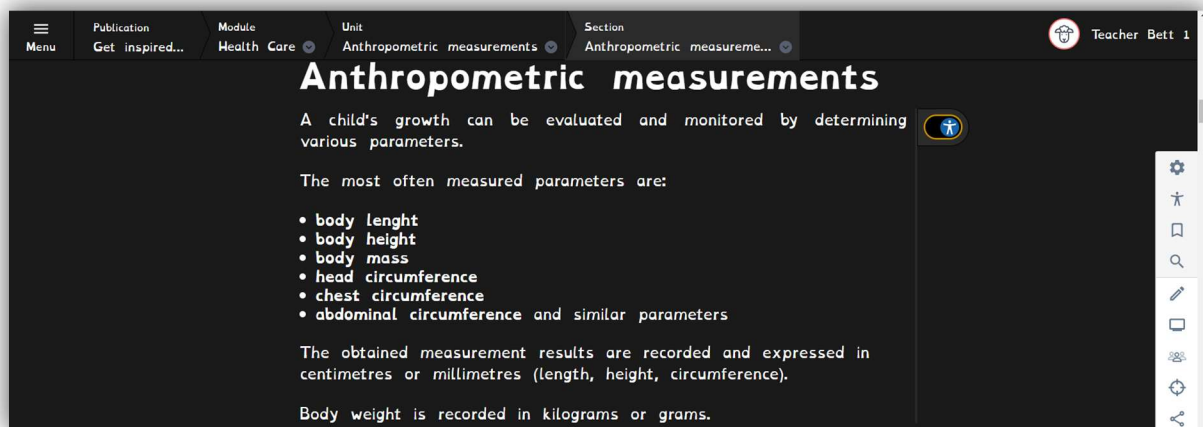 Publication
Module
Unit
Section
Menu
Get inspired...
Health Care
Anthropometric measurements
Anthropometric measureme...
Teacher Bett 1
Anthropometric measurements
A child's growth can be evaluated and monitored by determining
various parameters.
The most often measured parameters are:
• body lenght
• body height
• body mass
• head circumference
• chest circumference
• abdominal circumference and similar parameters
The obtained measurement results are recorded and expressed in
centimetres or millimetres (length, height, circumference).
Body weight is recorded in kilograms or grams.